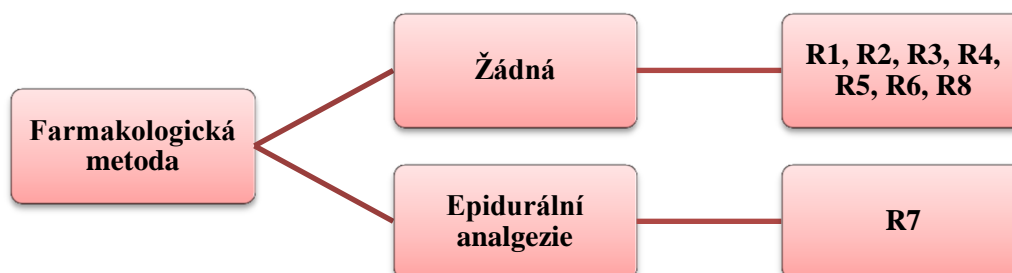 Farmakologická
metoda
Žádná
R1, R2, R3, R4,
R5, R6, R8
Epidurální
analgezie
R7